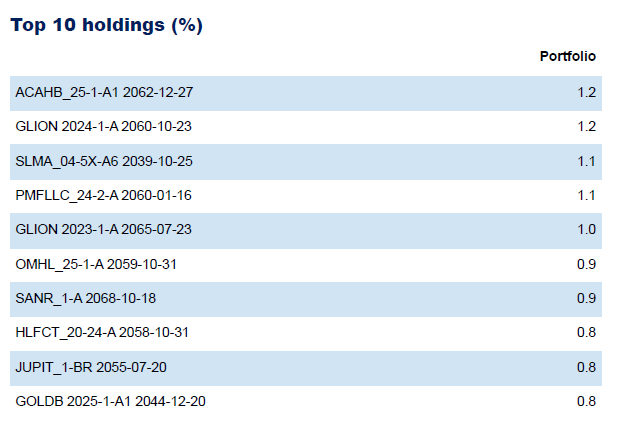 Top 10 holdings (%)
Portfolio
ACAHB_25-1-A1 2062-12-27 1.2
GLION 2024-1-A 2060-10-23 1.2
SLMA_04-5X-A6 2039-10-25 1.1
PMFLLC_24-2-A 2060-01-16 1.1
GLION 2023-1-A 2065-07-23 1.0
OMHL_25-1-A 2059-10-31 0.9
SANR_1-A 2068-10-18 0.9
HLFCT_20-24-A 2058-10-31 0.8
JUPIT_1-BR 2055-07-20 0.8
GOLDB 2025-1-A1 2044-12-20 0.8